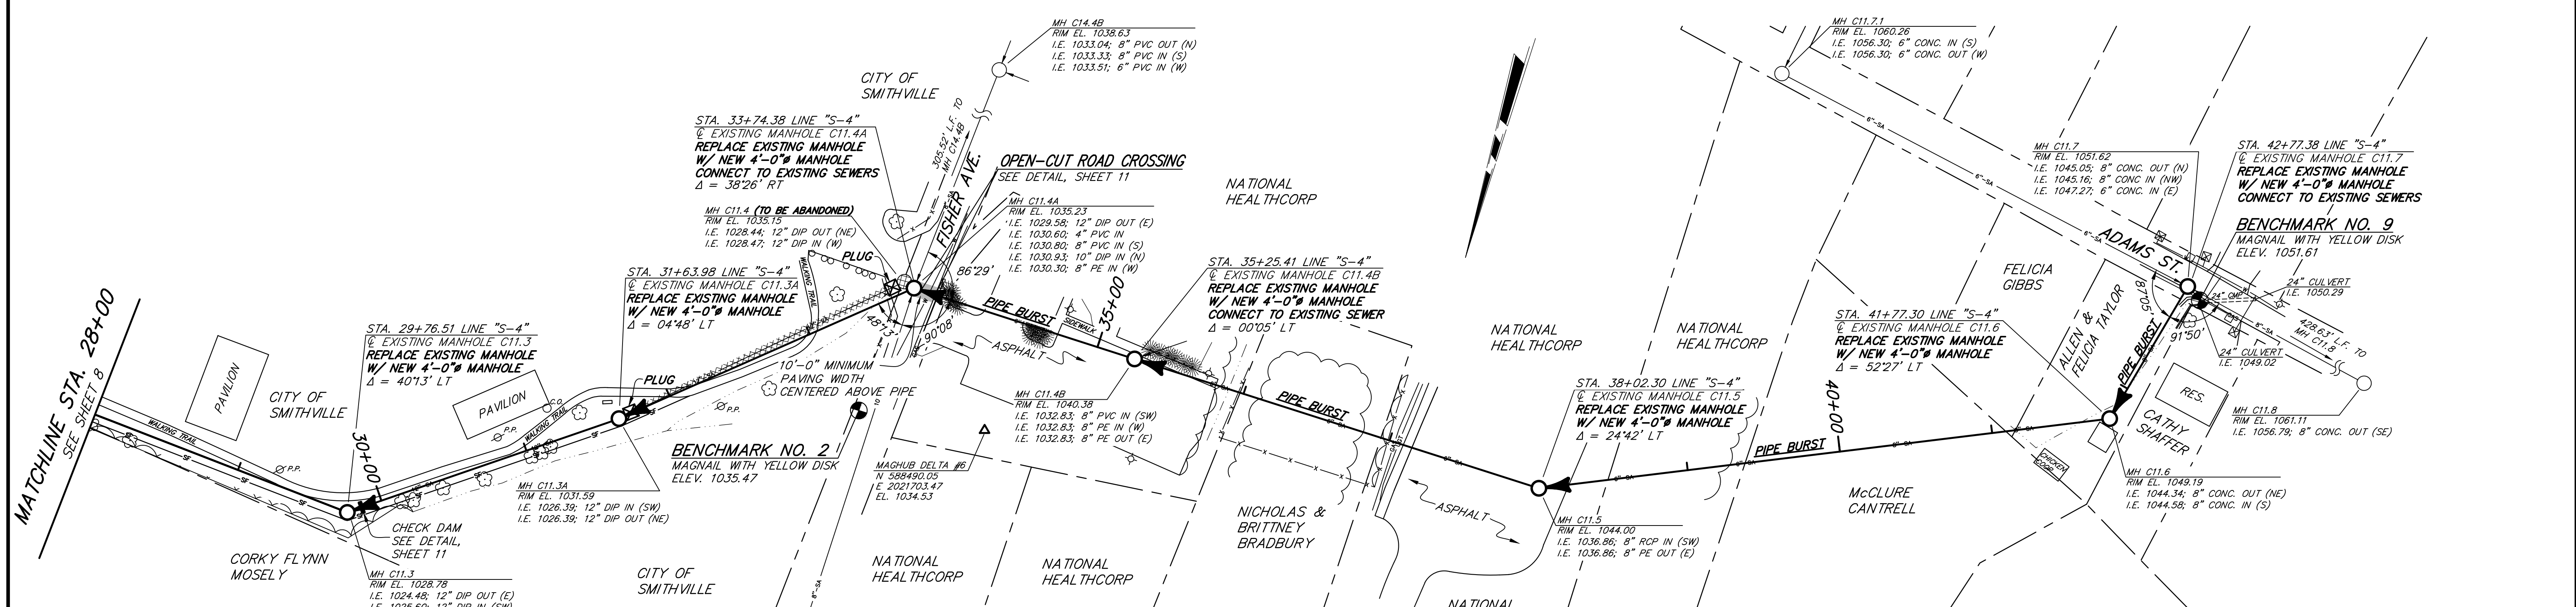 MATCHLINE STA. 28+00
SEE SHEET 8
WALKING TRAIL
PAVILION
CITY OF
SMITHVILLE
P.P.
30+00
STA. 29+76.51 LINE "S-4"
℄ EXISTING MANHOLE C11.3
REPLACE EXISTING MANHOLE
W/ NEW 4'-0"ø MANHOLE
Δ = 40°13' LT
CORKY FLYNN
MOSELY
CHECK DAM
SEE DETAIL,
SHEET 11
MH C11.3
RIM EL. 1028.78
I.E. 1024.48; 12" DIP OUT (E)
I.E. 1025.60; 12" DIP IN (SW)
PAVILION
C.O.
P.P.
WALKING TRAIL
MH C11.3A
RIM EL. 1031.59
I.E. 1026.39; 12" DIP IN (SW)
I.E. 1026.39; 12" DIP OUT (NE)
STA. 31+63.98 LINE "S-4"
℄ EXISTING MANHOLE C11.3A
REPLACE EXISTING MANHOLE
W/ NEW 4'-0"ø MANHOLE
Δ = 04°48' LT
PLUG
P.P.
CITY OF
SMITHVILLE
BENCHMARK NO. 2
MAGNAIL WITH YELLOW DISK
ELEV. 1035.47
10'-0" MINIMUM
PAVING WIDTH
CENTERED ABOVE PIPE
STA. 33+74.38 LINE "S-4"
℄ EXISTING MANHOLE C11.4A
REPLACE EXISTING MANHOLE
W/ NEW 4'-0"ø MANHOLE
CONNECT TO EXISTING SEWERS
Δ = 38°26' RT
MH C11.4 (TO BE ABANDONED)
RIM EL. 1035.15
I.E. 1028.44; 12" DIP OUT (NE)
I.E. 1028.47; 12" DIP IN (W)
WALKING TRAIL
PLUG
CITY OF
SMITHVILLE
305.52' L.F. TO
MH C14.4B
FISHER AVE.
MH C14.4B
RIM EL. 1038.63
I.E. 1033.04; 8" PVC OUT (N)
I.E. 1033.33; 8" PVC IN (S)
I.E. 1033.51; 6" PVC IN (W)
OPEN-CUT ROAD CROSSING
SEE DETAIL, SHEET 11
MH C11.4A
RIM EL. 1035.23
I.E. 1029.58; 12" DIP OUT (E)
I.E. 1030.60; 4" PVC IN
I.E. 1030.80; 8" PVC IN (S)
I.E. 1030.93; 10" DIP IN (N)
I.E. 1030.30; 8" PE IN (W)
86°29'
48°13'
90°08'
8"-SA
MAGHUB DELTA #6
N 588490.05
E 2021703.47
EL. 1034.53
PIPE BURST
SIDEWALK
35+00
ASPHALT
MH C11.4B
RIM EL. 1040.38
I.E. 1032.83; 8" PVC IN (SW)
I.E. 1032.83; 8" PE IN (W)
I.E. 1032.83; 8" PE OUT (E)
NATIONAL
HEALTHCORP
NATIONAL
HEALTHCORP
NATIONAL
HEALTHCORP
STA. 35+25.41 LINE "S-4"
℄ EXISTING MANHOLE C11.4B
REPLACE EXISTING MANHOLE
W/ NEW 4'-0"ø MANHOLE
CONNECT TO EXISTING SEWER
Δ = 00°05' LT
PIPE BURST
NICHOLAS &
BRITTNEY
BRADBURY
ASPHALT
NATIONAL
NATIONAL
HEALTHCORP
STA. 38+02.30 LINE "S-4"
℄ EXISTING MANHOLE C11.5
REPLACE EXISTING MANHOLE
W/ NEW 4'-0"ø MANHOLE
Δ = 24°42' LT
MH C11.5
RIM EL. 1044.00
I.E. 1036.86; 8" RCP IN (SW)
I.E. 1036.86; 8" PE OUT (E)
NATIONAL
HEALTHCORP
PIPE BURST
40+00
McCLURE
CANTRELL
STA. 41+77.30 LINE "S-4"
℄ EXISTING MANHOLE C11.6
REPLACE EXISTING MANHOLE
W/ NEW 4'-0"ø MANHOLE
Δ = 52°27' LT
MH C11.7.1
RIM EL. 1060.26
I.E. 1056.30; 6" CONC. IN (S)
I.E. 1056.30; 6" CONC. OUT (W)
6"-SA
6"-SA
ADAMS ST.
FELICIA
GIBBS
ALLEN &
FELICIA TAYLOR
PIPE BURST
CHICKEN
COOP
RES.
CATHY
SHAFFER
MH C11.6
RIM EL. 1049.19
I.E. 1044.34; 8" CONC. OUT (NE)
I.E. 1044.58; 8" CONC. IN (S)
MH C11.7
RIM EL. 1051.62
I.E. 1045.05; 8" CONC. OUT (N)
I.E. 1045.16; 8" CONC IN (NW)
I.E. 1047.27; 6" CONC. IN (E)
STA. 42+77.38 LINE "S-4"
℄ EXISTING MANHOLE C11.7
REPLACE EXISTING MANHOLE
W/ NEW 4'-0"ø MANHOLE
CONNECT TO EXISTING SEWERS
BENCHMARK NO. 9
MAGNAIL WITH YELLOW DISK
ELEV. 1051.61
87°05'
91°50'
24" CMP
24" CULVERT
I.E. 1050.29
24" CULVERT
I.E. 1049.02
428.63' L.F. TO
MH C11.8
MH C11.8
RIM EL. 1061.11
I.E. 1056.79; 8" CONC. OUT (SE)